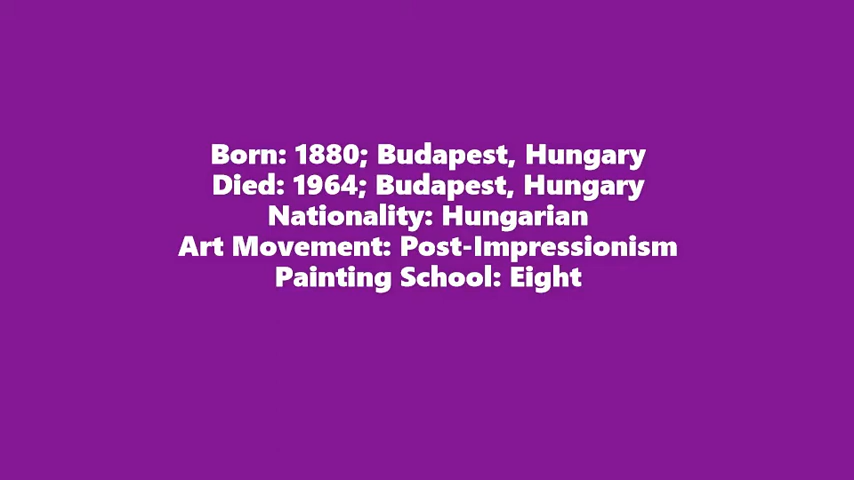 Born: 1880; Budapest, Hungary
Died: 1964; Budapest, Hungary
Nationality: Hungarian
Art Movement: Post-Impressionism
Painting School: Eight